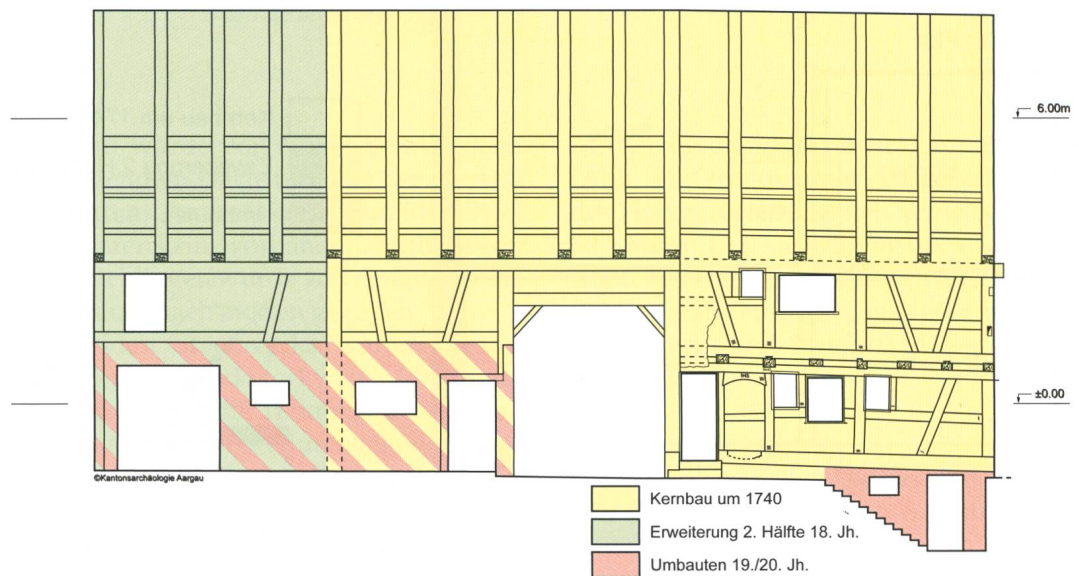 6.00m
±0.00
©Kantonsarchäologie Aargau
Kernbau um 1740
Erweiterung 2. Hälfte 18. Jh.
Umbauten 19./20. Jh.